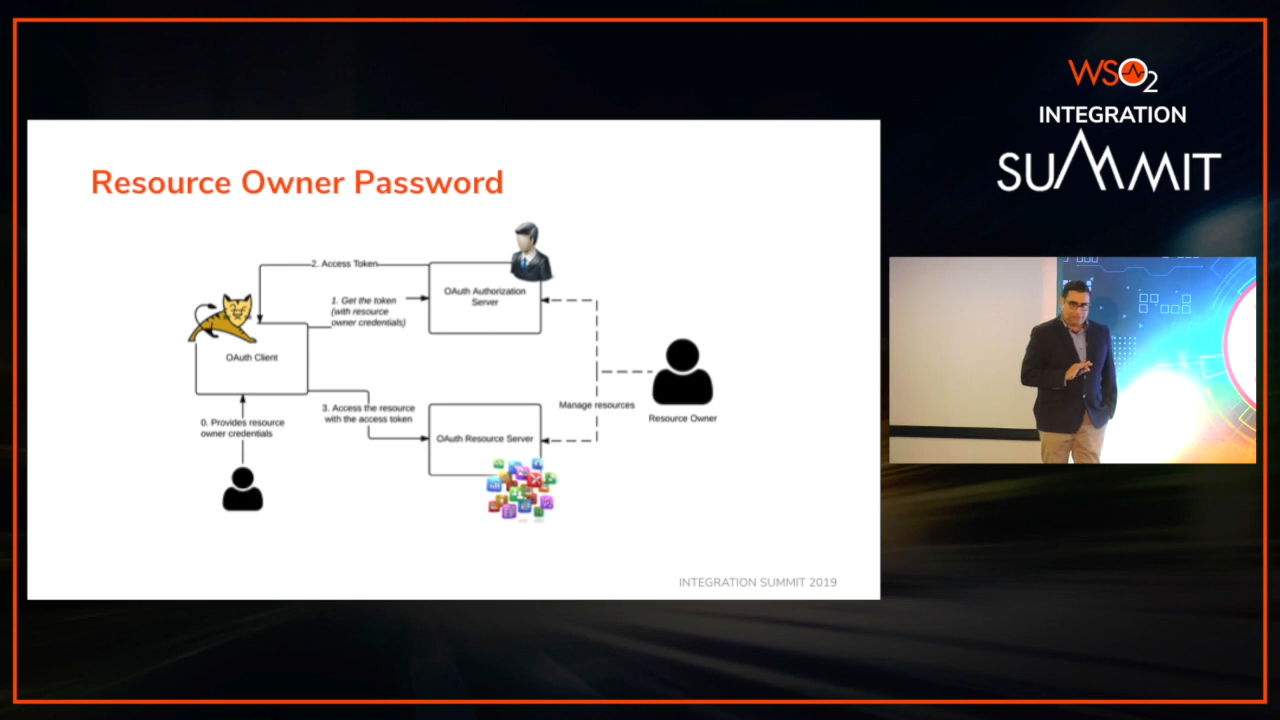 WSO2
INTEGRATION
SUMMIT
Resource Owner Password
2. Access Token
OAuth Authorization
Server
1. Get the token
(with resource
owner credentials)
OAuth Client
3. Access the resource
with the access token
Manage resources
Resource Owner
0. Provides resource
owner credentials
OAuth Resource Server
INTEGRATION SUMMIT 2019